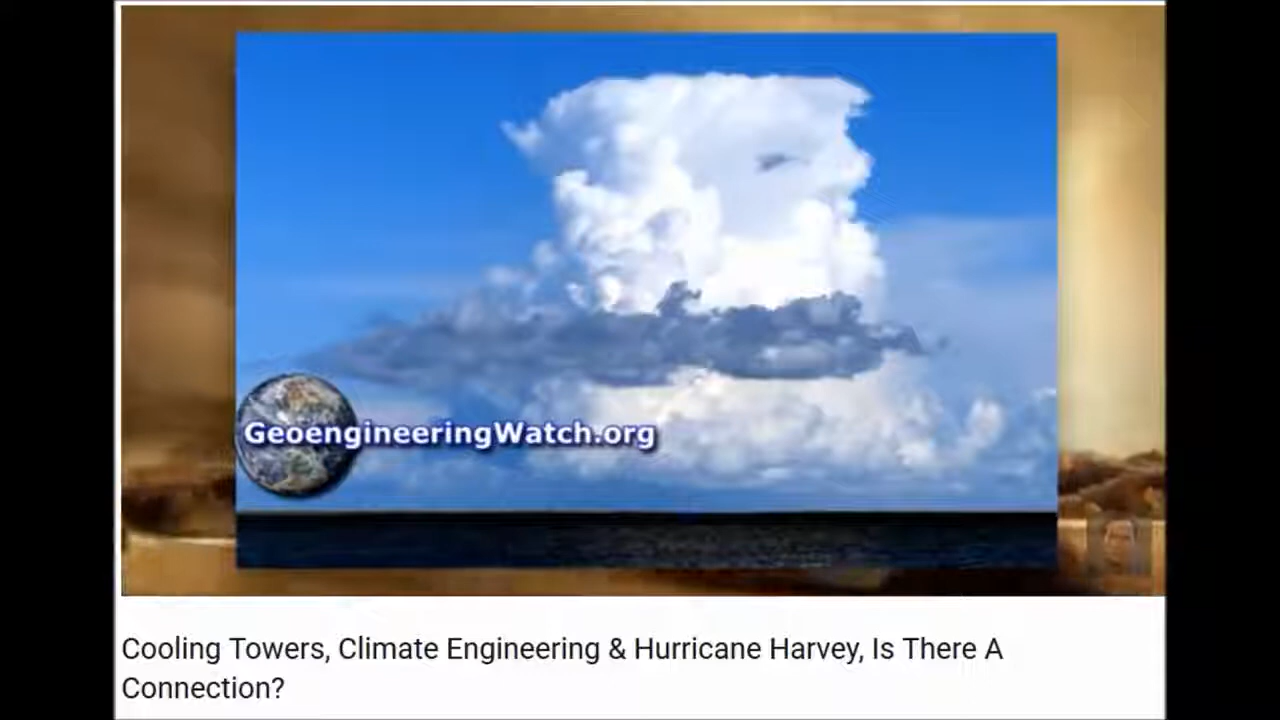 GeoengineeringWatch.org
Cooling Towers, Climate Engineering & Hurricane Harvey, Is There A
Connection?